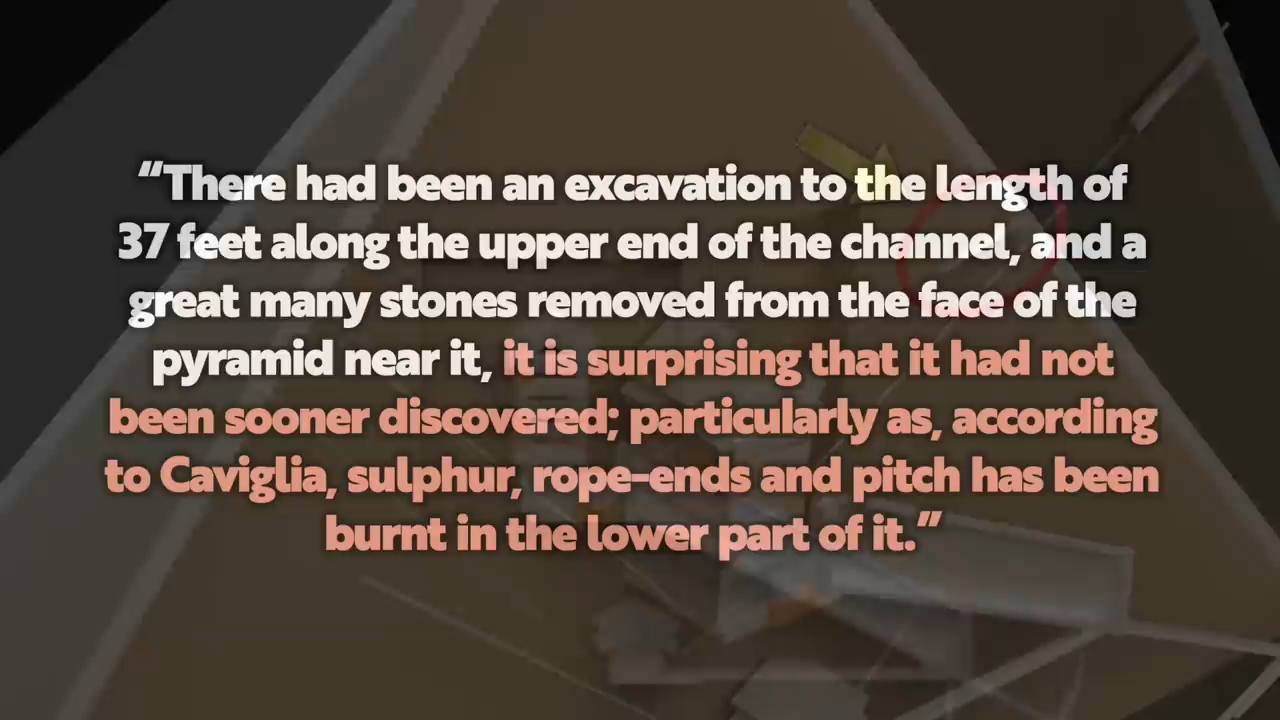 “There had been an excavation to the length of
37 feet along the upper end of the channel, and a
great many stones removed from the face of the
pyramid near it, it is surprising that it had not
been sooner discovered; particularly as, according
to Caviglia, sulphur, rope-ends and pitch has been
burnt in the lower part of it.”